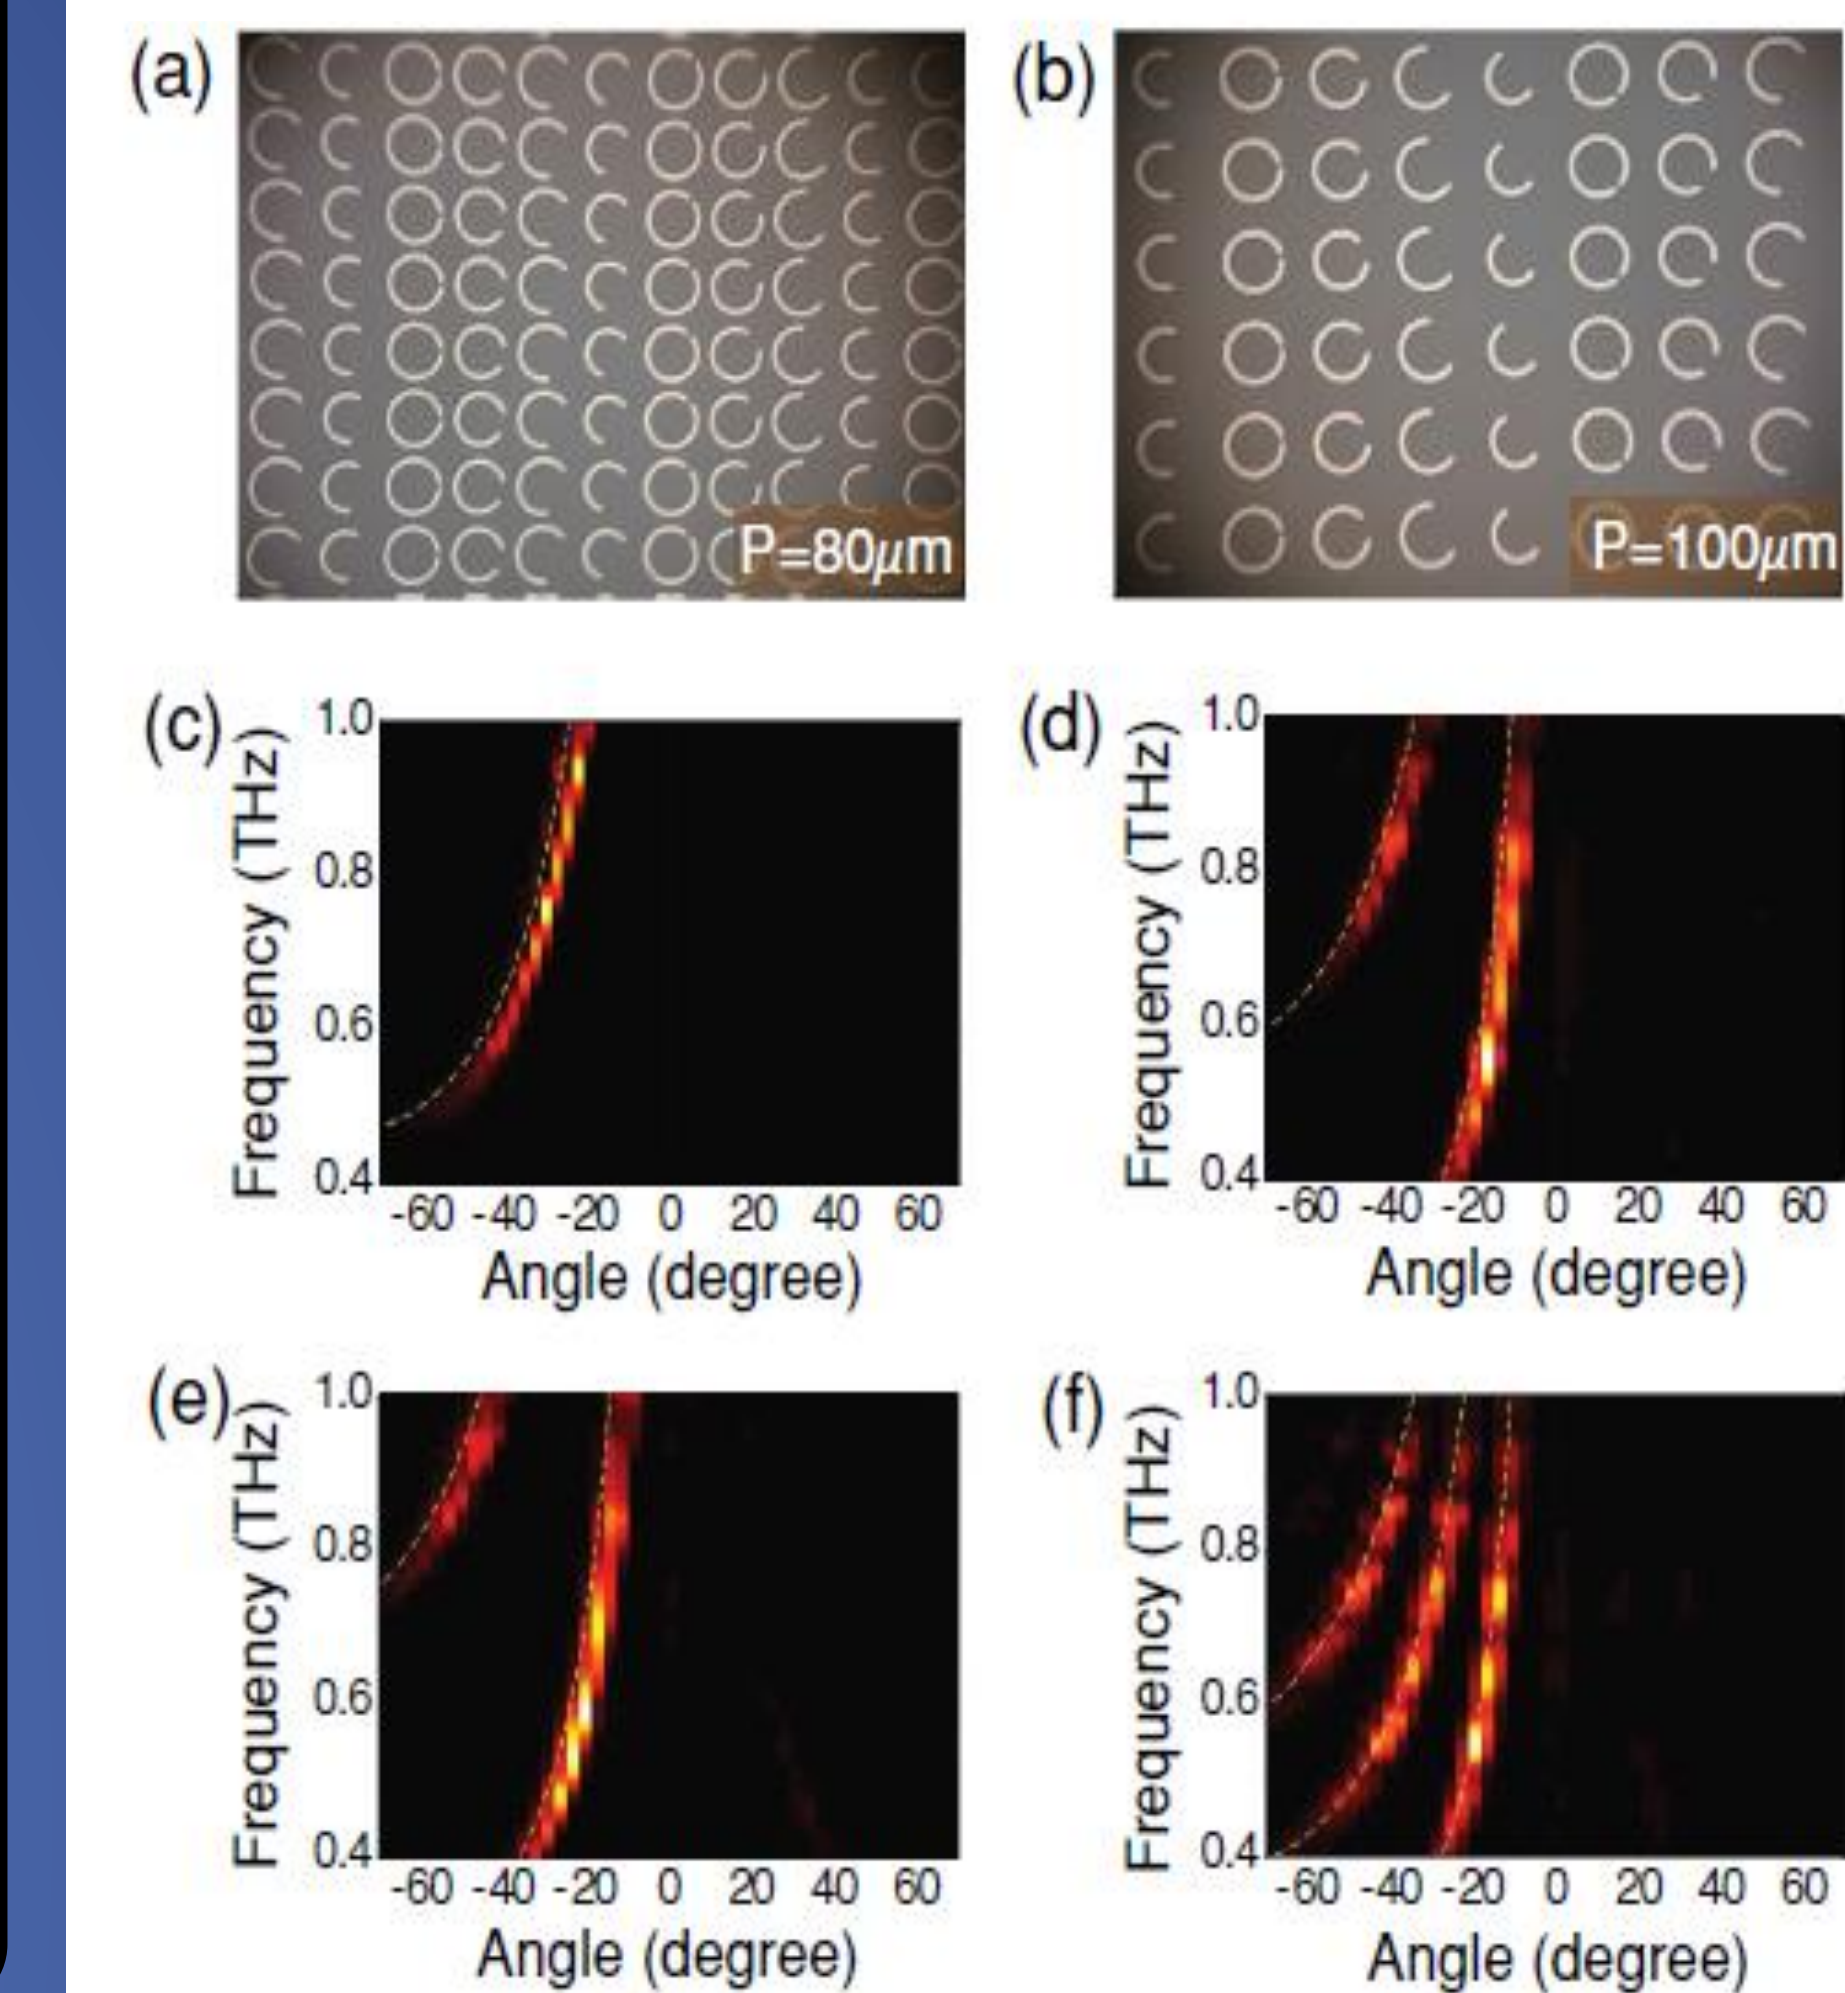 (a)
P=80μm
(b)
P=100μm
(c)
Frequency (THz)
1.0
0.8
0.6
0.4
-60 -40 -20 0 20 40 60
Angle (degree)
(d)
Frequency (THz)
1.0
0.8
0.6
0.4
-60 -40 -20 0 20 40 60
Angle (degree)
(e)
Frequency (THz)
1.0
0.8
0.6
0.4
-60 -40 -20 0 20 40 60
Angle (degree)
(f)
Frequency (THz)
1.0
0.8
0.6
0.4
-60 -40 -20 0 20 40 60
Angle (degree)